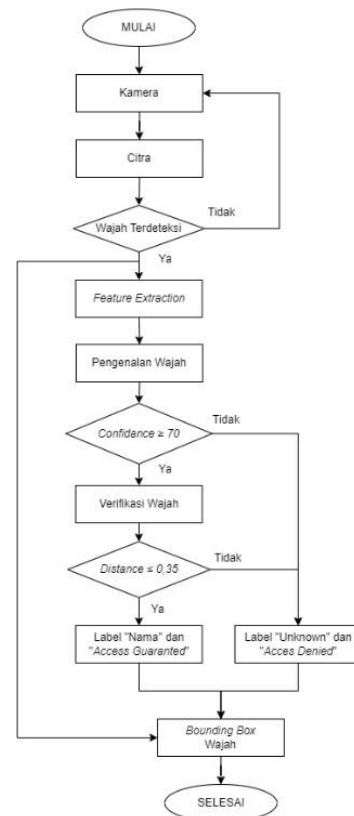 MULAI
Kamera
Citra
Wajah Terdeteksi
Tidak
Ya
Feature Extraction
Pengenalan Wajah
Confidance ≥ 70
Tidak
Ya
Verifikasi Wajah
Distance ≤ 0,35
Tidak
Ya
Label "Nama" dan
"Access Guaranted"
Label "Unknown" dan
"Acces Denied"
Bounding Box
Wajah
SELESAI